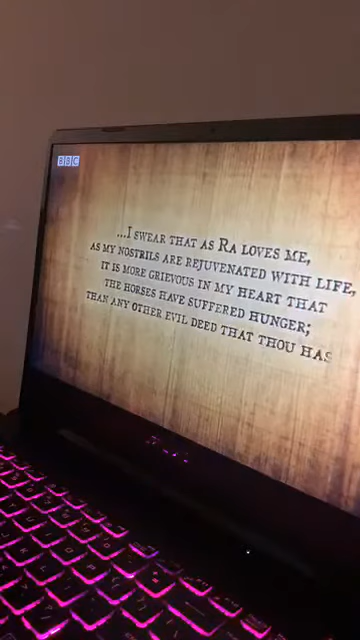 BBC
...I SWEAR THAT AS RA LOVES ME,
AS MY NOSTRILS ARE REJUVENATED WITH LIFE,
IT IS MORE GRIEVOUS IN MY HEART THAT
THE HORSES HAVE SUFFERED HUNGER;
THAN ANY OTHER EVIL DEED THAT THOU HAS